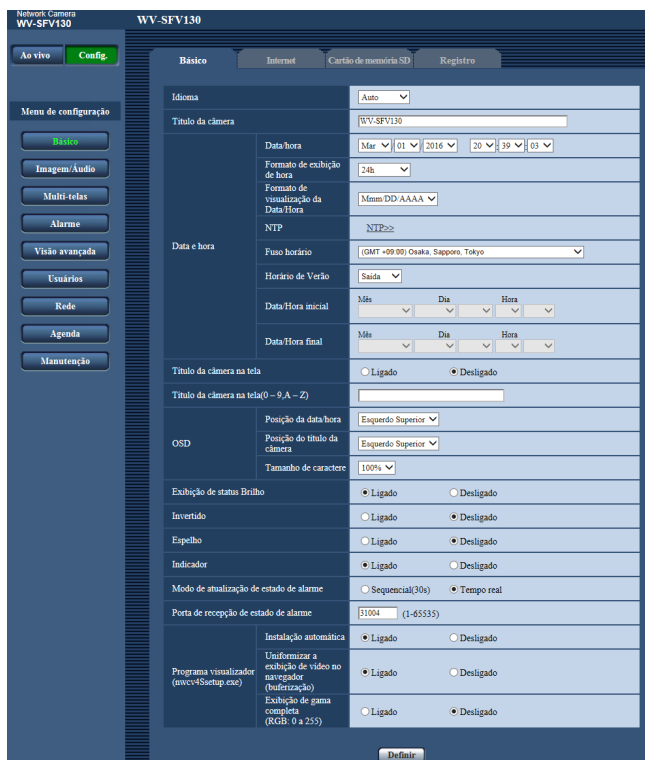 Network Camera
WV-SFV130
WV-SFV130
Ao vivo Config.
Menu de configuração
Básico
Imagem/Áudio
Multi-telas
Alarme
Visão avançada
Usuários
Rede
Agenda
Manutenção
Básico Internet Cartão de memória SD Registro
Idioma Auto
Título da câmera WV-SFV130
Data e hora
Data/hora Mar 01 2016 20 : 39 : 03
Formato de exibição
de hora
24h
Formato de
visualização da
Data/Hora
Mmm/DD/AAAA
NTP NTP>>
Fuso horário (GMT +09:00) Osaka, Sapporo, Tokyo
Horário de Verão Saída
Data/Hora inicial Mês Dia Hora
Data/Hora final Mês Dia Hora
Título da câmera na tela Ligado Desligado
Título da câmera na tela(0 – 9,A – Z)
OSD
Posição da data/hora Esquerdo Superior
Posição do título da
câmera
Esquerdo Superior
Tamanho de caractere 100%
Exibição de status Brilho Ligado Desligado
Invertido Ligado Desligado
Espelho Ligado Desligado
Indicador Ligado Desligado
Modo de atualização de estado de alarme Sequencial(30s) Tempo real
Porta de recepção de estado de alarme 31004 (1-65535)
Programa visualizador
(nwcv4Ssetup.exe)
Instalação automática Ligado Desligado
Uniformizar a
exibição de vídeo no
navegador
(buferização)
Ligado Desligado
Exibição de gama
completa
(RGB: 0 a 255)
Ligado Desligado
Definir